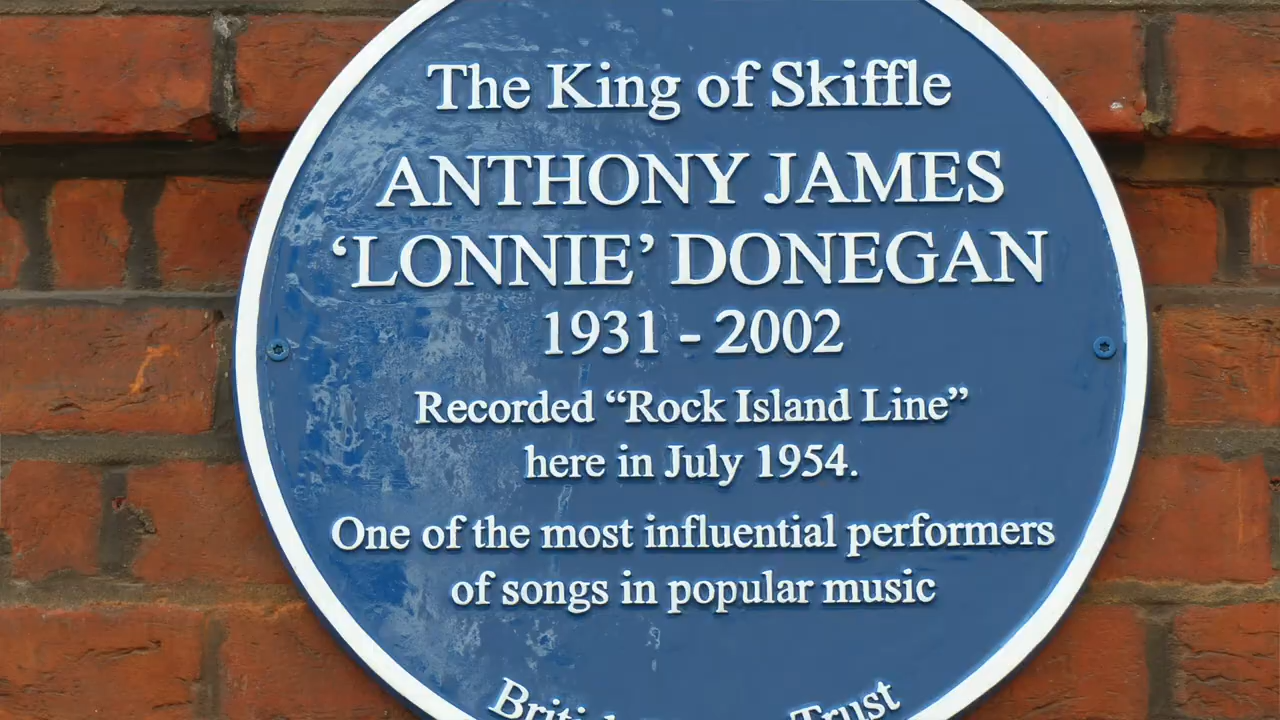 The King of Skiffle
ANTHONY JAMES
‘LONNIE’ DONEGAN
1931 - 2002
Recorded “Rock Island Line”
here in July 1954.
One of the most influential performers
of songs in popular music
British Trust